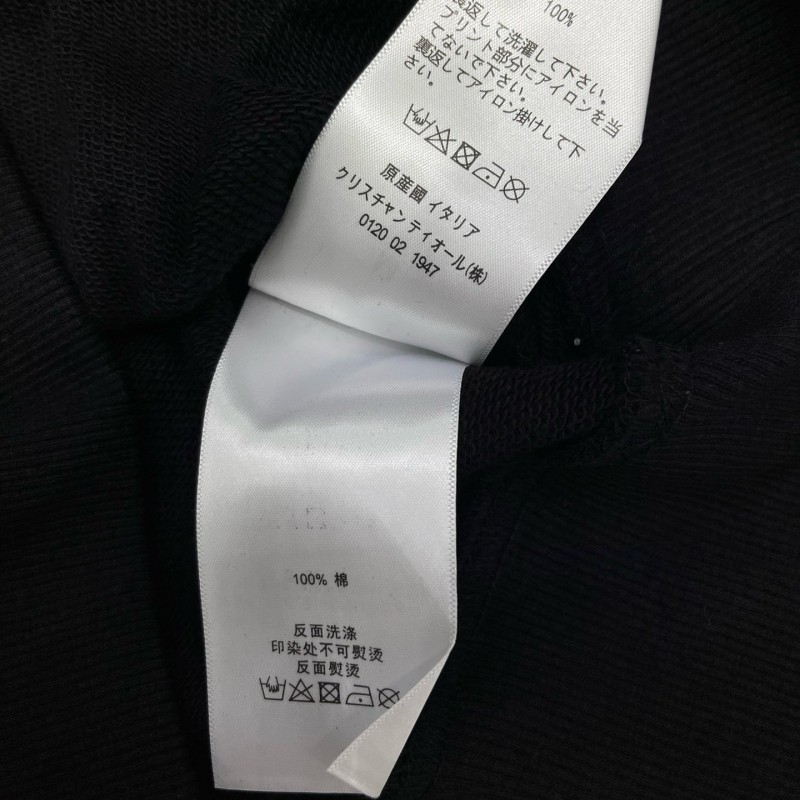 100%
裏返して洗濯して下さい。
プリント部分にアイロンを当
てないで下さい。
裏返してアイロン掛けして下
さい。
原産國 イタリア
クリスチャンティオール(株)
0120 02 1947
100% 棉
反面洗涤
印染处不可熨烫
反面熨烫